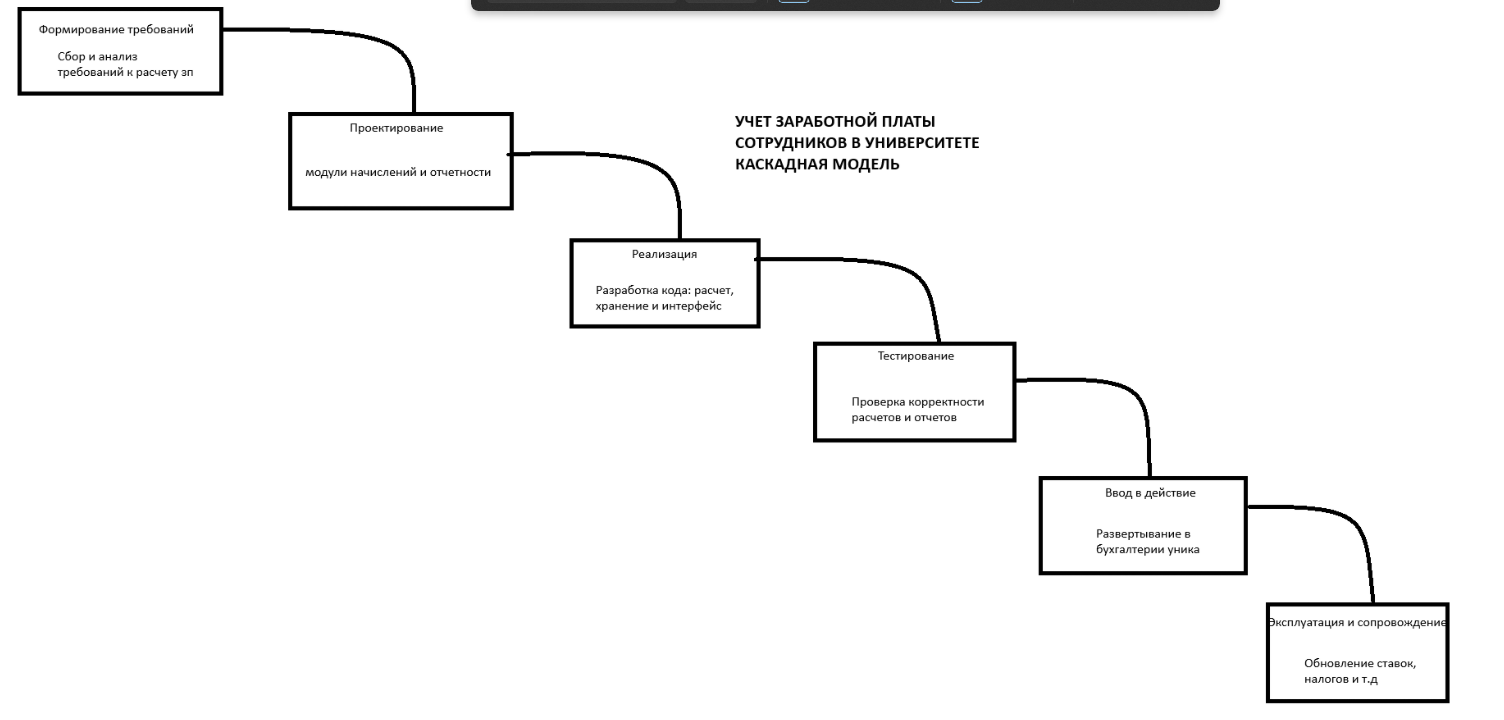 Формирование требований
Сбор и анализ
требований к расчету зп
Проектирование
модули начислений и отчетности
УЧЕТ ЗАРАБОТНОЙ ПЛАТЫ
СОТРУДНИКОВ В УНИВЕРСИТЕТЕ
КАСКАДНАЯ МОДЕЛЬ
Реализация
Разработка кода: расчет,
хранение и интерфейс
Тестирование
Проверка корректности
расчетов и отчетов
Ввод в действие
Развертывание в
бухгалтерии уника
Эксплуатация и сопровождение
Обновление ставок,
налогов и т.д